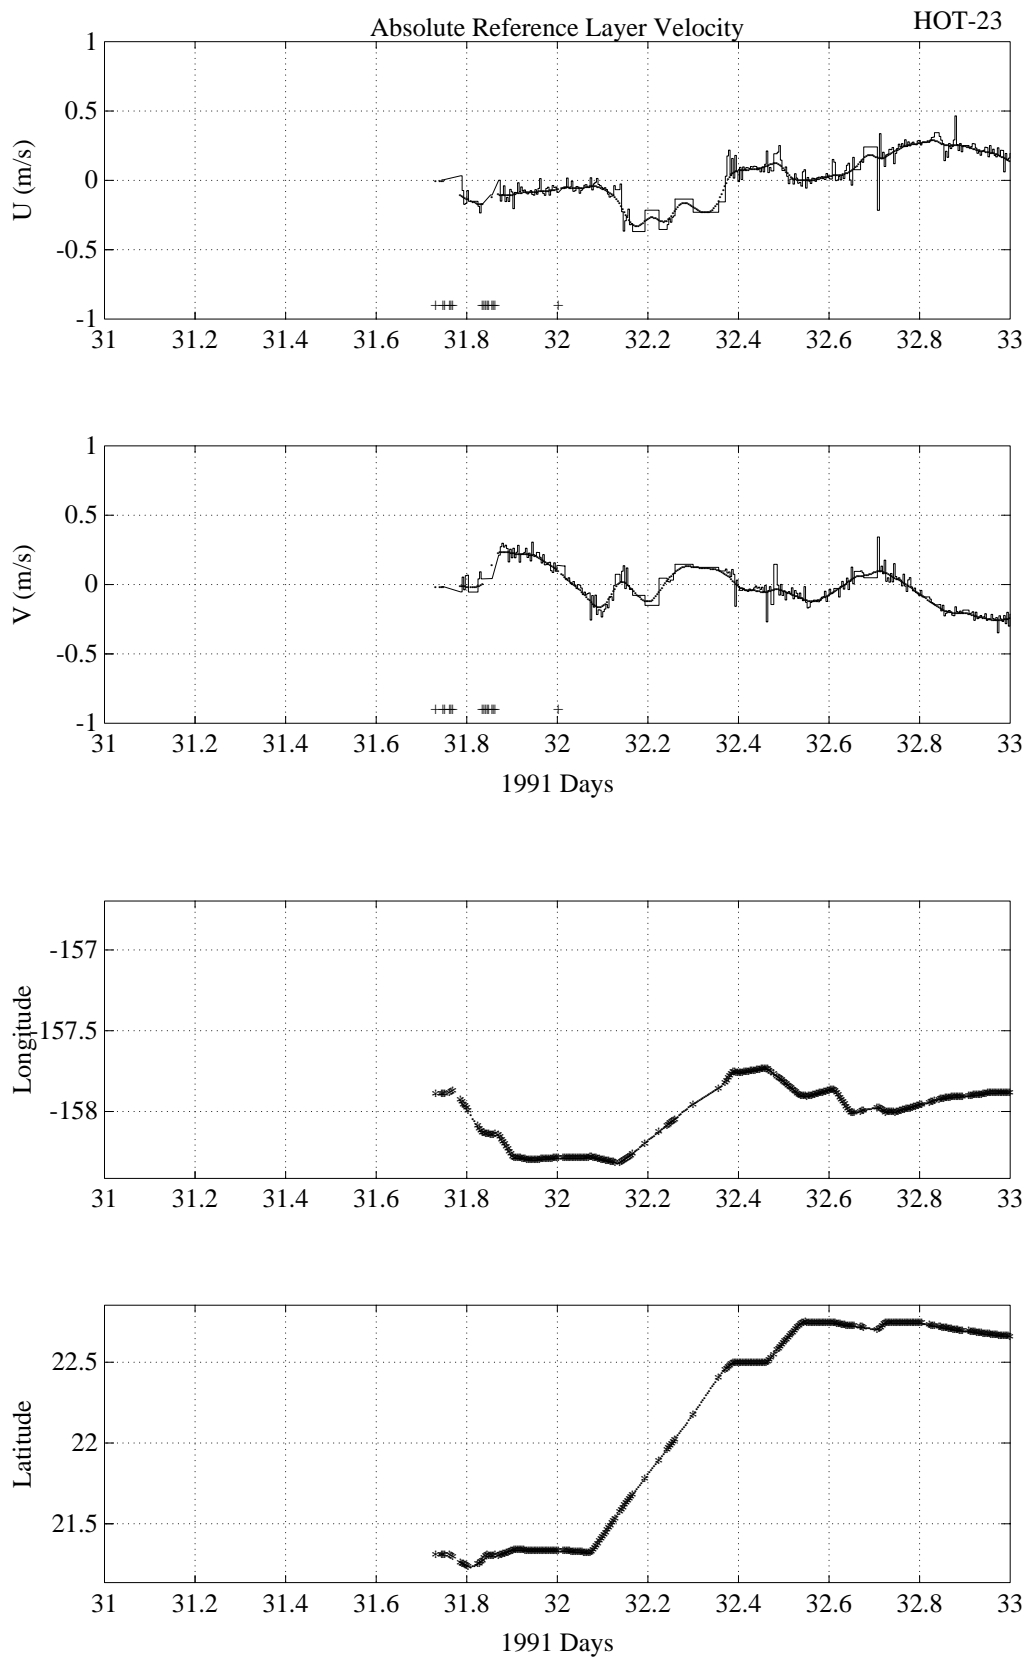 Absolute Reference Layer Velocity HOT-23
1
0.5
0
-0.5
-1
U (m/s)
31 31.2 31.4 31.6 31.8 32 32.2 32.4 32.6 32.8 33
1
0.5
0
-0.5
-1
V (m/s)
31 31.2 31.4 31.6 31.8 32 32.2 32.4 32.6 32.8 33
1991 Days
-157
-157.5
-158
Longitude
31 31.2 31.4 31.6 31.8 32 32.2 32.4 32.6 32.8 33
22.5
22
21.5
Latitude
31 31.2 31.4 31.6 31.8 32 32.2 32.4 32.6 32.8 33
1991 Days